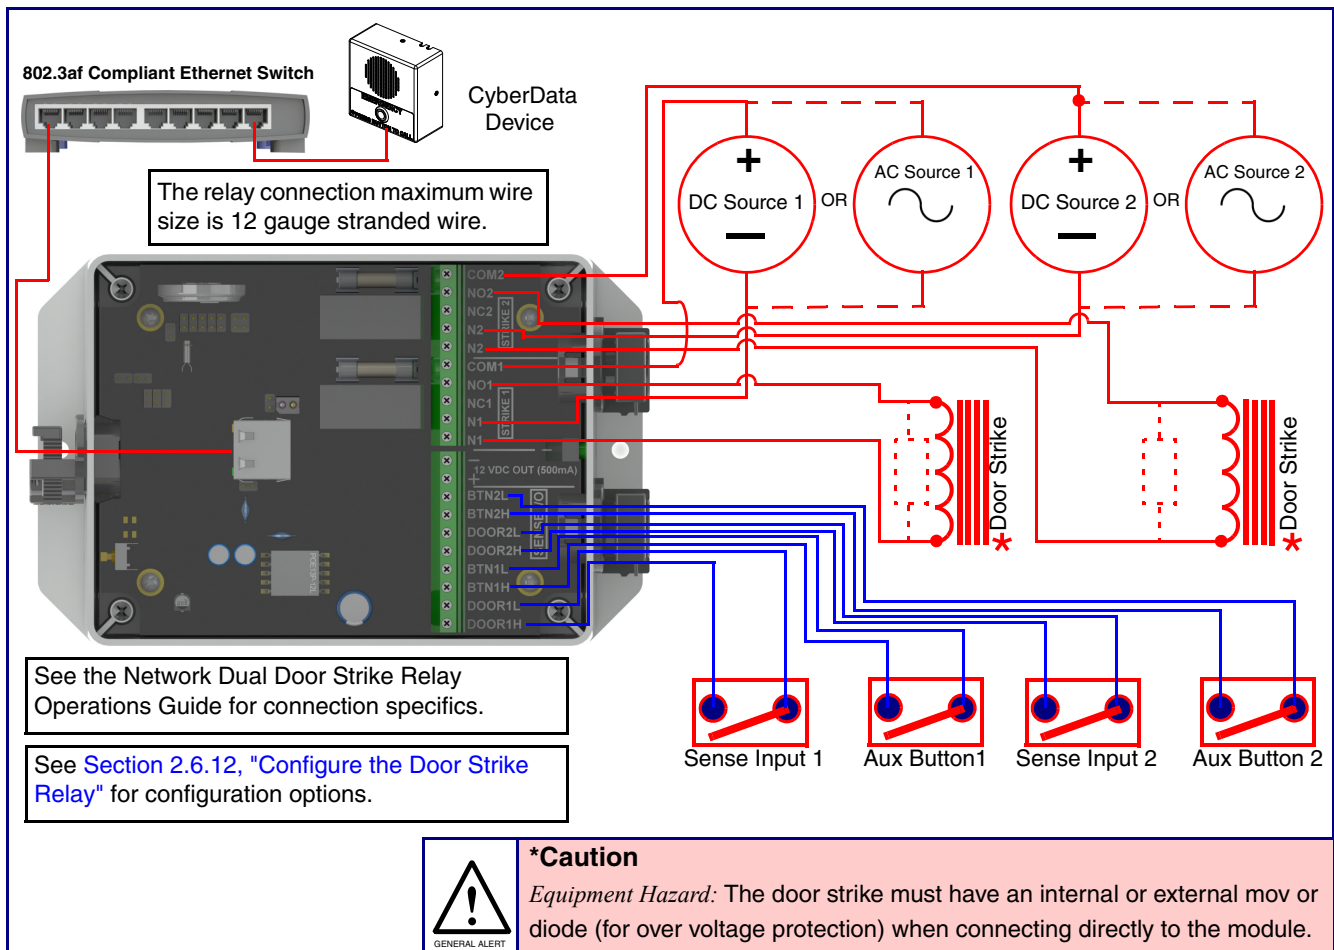 802.3af Compliant Ethernet Switch
CyberData
Device
The relay connection maximum wire
size is 12 gauge stranded wire.
+
DC Source 1
OR
AC Source 1
+
DC Source 2
OR
AC Source 2
COM2
NO2
NC2
N2
N2
STRIKE 2
COM1
NO1
NC1
N1
N1
STRIKE 1
-
+
12 VDC OUT (500mA)
BTN2L
BTN2H
DOOR2L
DOOR2H
BTN1L
BTN1H
DOOR1L
DOOR1H
*Door Strike
*Door Strike
Sense Input 1
Aux Button1
Sense Input 2
Aux Button 2
See the Network Dual Door Strike Relay
Operations Guide for connection specifics.
See Section 2.6.12, "Configure the Door Strike
Relay" for configuration options.
GENERAL ALERT
*Caution
Equipment Hazard: The door strike must have an internal or external mov or
diode (for over voltage protection) when connecting directly to the module.